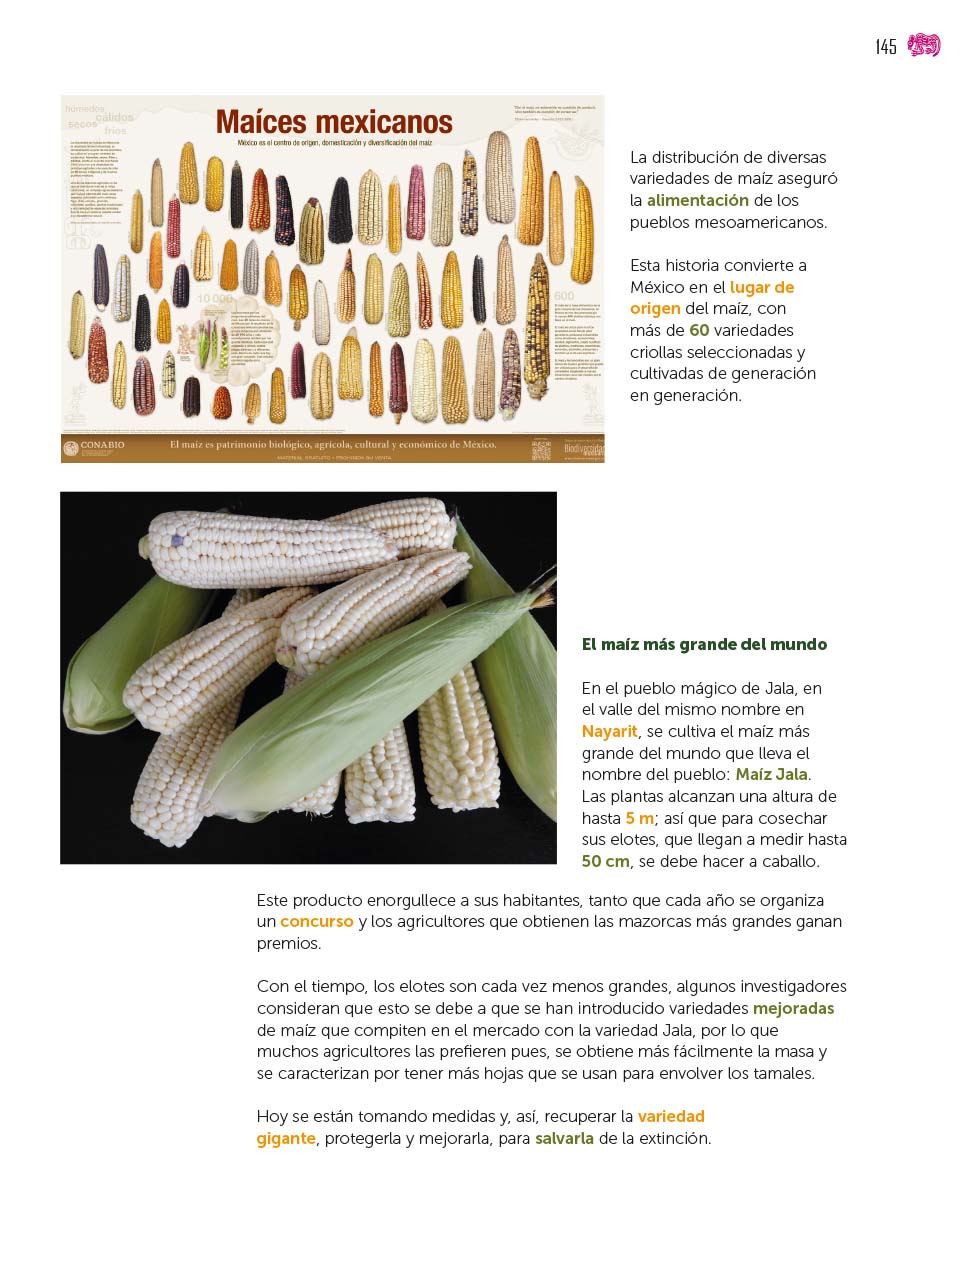 145
húmedos
cálidos
secos
fríos
Maíces mexicanos
México es el centro de origen, domesticación y diversificación del maíz
10 000
600
CONABIO
El maíz es patrimonio biológico, agrícola, cultural y económico de México.
MATERIAL GRATUITO • PROHIBIDA SU VENTA
Biodiversidad
La distribución de diversas
variedades de maíz aseguró
la alimentación de los
pueblos mesoamericanos.
Esta historia convierte a
México en el lugar de
origen del maíz, con
más de 60 variedades
criollas seleccionadas y
cultivadas de generación
en generación.
El maíz más grande del mundo
En el pueblo mágico de Jala, en
el valle del mismo nombre en
Nayarit, se cultiva el maíz más
grande del mundo que lleva el
nombre del pueblo: Maíz Jala.
Las plantas alcanzan una altura de
hasta 5 m; así que para cosechar
sus elotes, que llegan a medir hasta
50 cm, se debe hacer a caballo.
Este producto enorgullece a sus habitantes, tanto que cada año se organiza
un concurso y los agricultores que obtienen las mazorcas más grandes ganan
premios.
Con el tiempo, los elotes son cada vez menos grandes, algunos investigadores
consideran que esto se debe a que se han introducido variedades mejoradas
de maíz que compiten en el mercado con la variedad Jala, por lo que
muchos agricultores las prefieren pues, se obtiene más fácilmente la masa y
se caracterizan por tener más hojas que se usan para envolver los tamales.
Hoy se están tomando medidas y, así, recuperar la variedad
gigante, protegerla y mejorarla, para salvarla de la extinción.